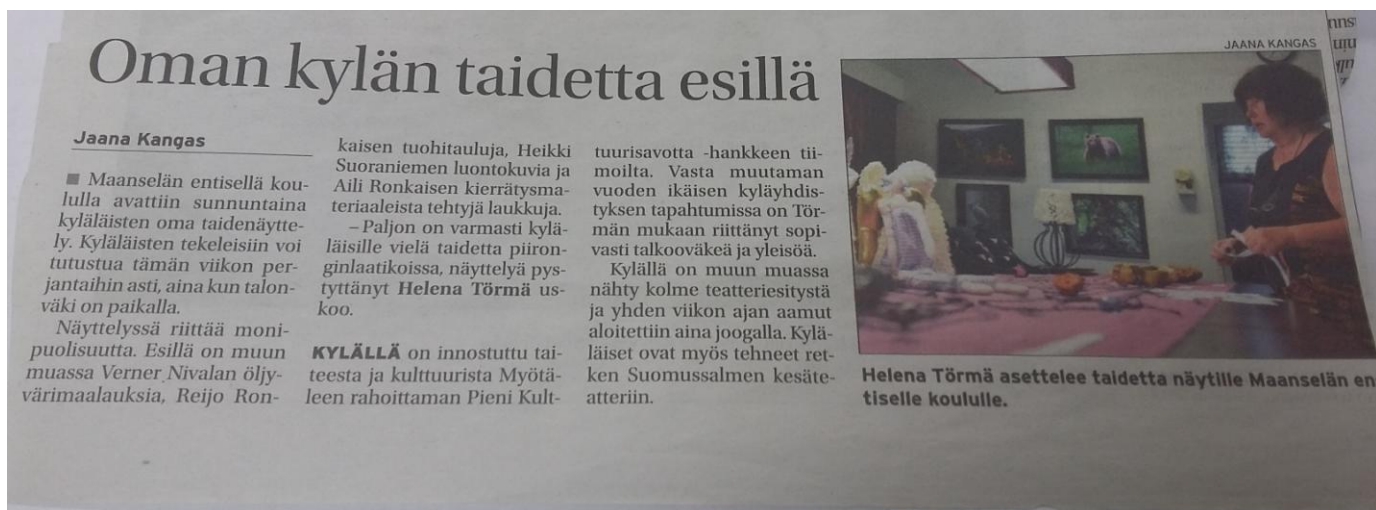 JAANA KANGAS
Oman kylän taidetta esillä
Jaana Kangas
■ Maanselän entisellä kou-
lulla avattiin sunnuntaina
kyläläisten oma taidenäytte-
ly. Kyläläisten tekeleisiin voi
tutustua tämän viikon per-
jantaihin asti, aina kun talon-
väki on paikalla.
Näyttelyssä riittää moni-
puolisuutta. Esillä on muun
muassa Verner Nivalan öljy-
värimaalauksia, Reijo Ron-
kaisen tuohitauluja, Heikki
Suoraniemen luontokuvia ja
Aili Ronkaisen kierrätysma-
teriaaleista tehtyjä laukkuja.
– Paljon on varmasti kylä-
läisille vielä taidetta piiron-
ginlaatikoissa, näyttelyä pys-
tyttänyt Helena Törmä us-
koo.
KYLÄLLÄ on innostuttu tai-
teesta ja kulttuurista Myötä-
leen rahoittaman Pieni Kult-
tuurisavotta -hankkeen tii-
moilta. Vasta muutaman
vuoden ikäisen kyläyhdis-
tyksen tapahtumissa on Tör-
män mukaan riittänyt sopi-
vasti talkooväkeä ja yleisöä.
Kylällä on muun muassa
nähty kolme teatteriesitystä
ja yhden viikon ajan aamut
aloitettiin aina joogalla. Kylä-
läiset ovat myös tehneet ret-
ken Suomussalmen kesäte-
atteriin.
Helena Törmä asettelee taidetta näytille Maanselän en
tiselle koululle.